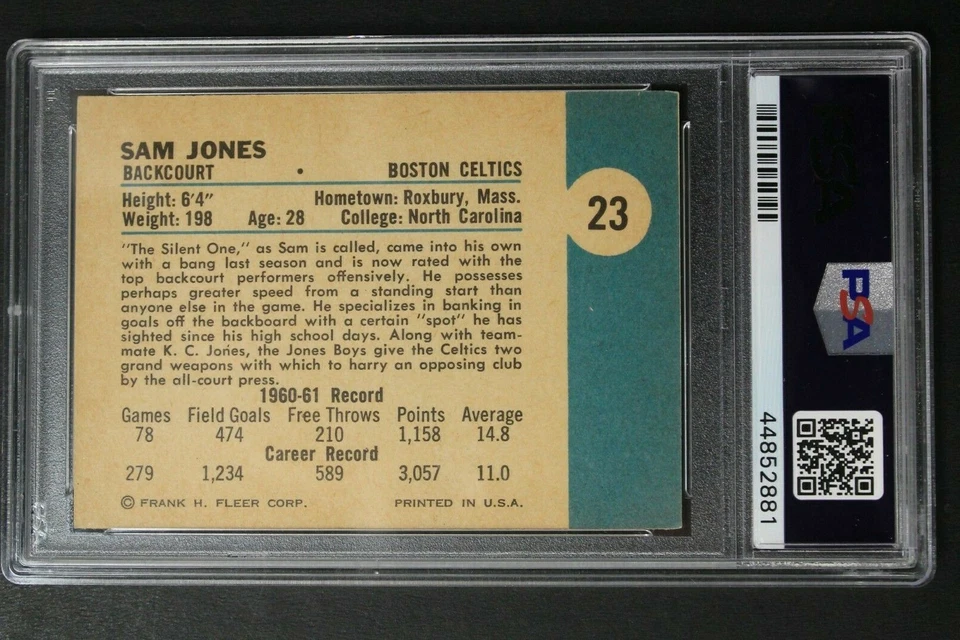 SAM JONES
BACKCOURT • BOSTON CELTICS
Height: 6'4" Hometown: Roxbury, Mass.
Weight: 198 Age: 28 College: North Carolina
23
"The Silent One," as Sam is called, came into his own
with a bang last season and is now rated with the
top backcourt performers offensively. He possesses
perhaps greater speed from a standing start than
anyone else in the game. He specializes in banking in
goals off the backboard with a certain "spot" he has
sighted since his high school days. Along with team-
mate K. C. Jones, the Jones Boys give the Celtics two
grand weapons with which to harry an opposing club
by the all-court press.
1960-61 Record
Games Field Goals Free Throws Points Average
78 474 210 1,158 14.8
Career Record
279 1,234 589 3,057 11.0
© FRANK H. FLEER CORP. PRINTED IN U.S.A.
PSA
44852881